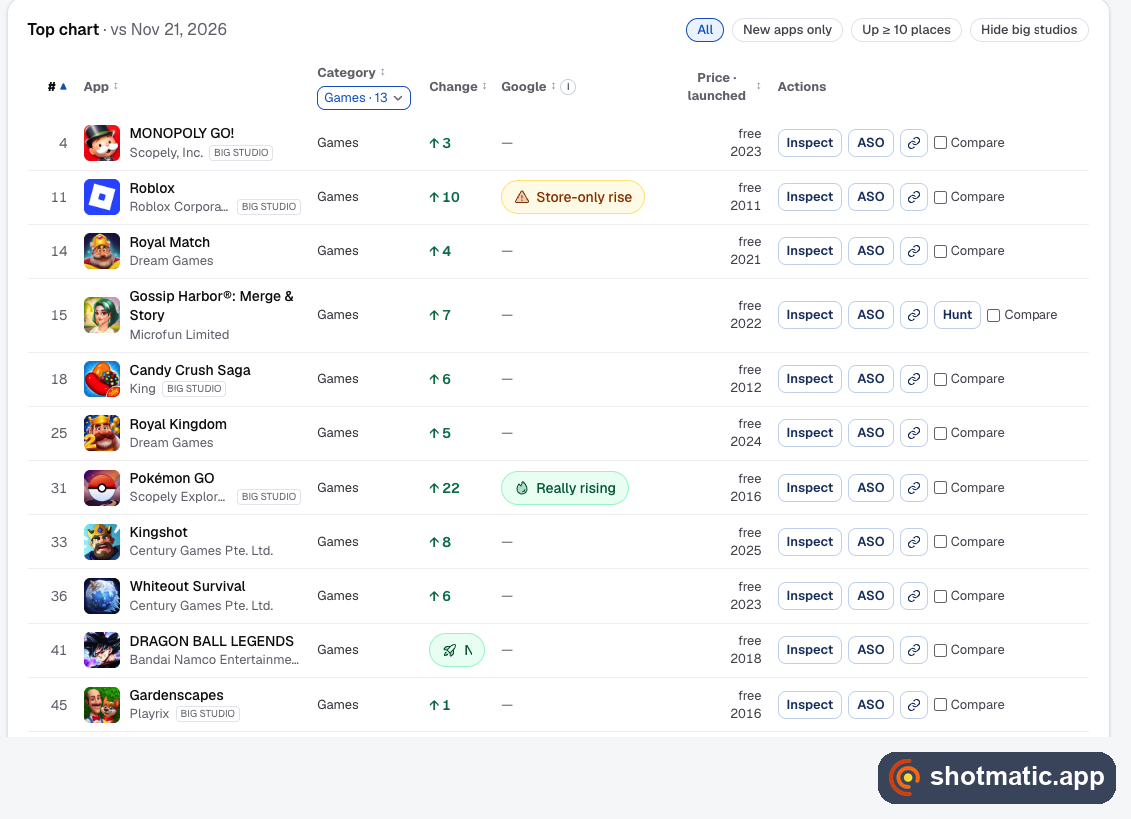 Top chart · vs Nov 21, 2026
All
New apps only
Up ≥ 10 places
Hide big studios
# ▲
App ↕
Category ↕
Games · 13
Change ↕
Google ↕ i
Price ·
launched ↕
Actions
4
MONOPOLY GO!
Scopely, Inc. BIG STUDIO
Games
↑ 3
—
free
2023
Inspect ASO Compare
11
Roblox
Roblox Corpora… BIG STUDIO
Games
↑ 10
Store-only rise
free
2011
Inspect ASO Compare
14
Royal Match
Dream Games
Games
↑ 4
—
free
2021
Inspect ASO Compare
15
Gossip Harbor®: Merge &
Story
Microfun Limited
Games
↑ 7
—
free
2022
Inspect ASO Hunt Compare
18
Candy Crush Saga
King BIG STUDIO
Games
↑ 6
—
free
2012
Inspect ASO Compare
25
Royal Kingdom
Dream Games
Games
↑ 5
—
free
2024
Inspect ASO Compare
31
Pokémon GO
Scopely Explor… BIG STUDIO
Games
↑ 22
Really rising
free
2016
Inspect ASO Compare
33
Kingshot
Century Games Pte. Ltd.
Games
↑ 8
—
free
2025
Inspect ASO Compare
36
Whiteout Survival
Century Games Pte. Ltd.
Games
↑ 6
—
free
2023
Inspect ASO Compare
41
DRAGON BALL LEGENDS
Bandai Namco Entertainme…
Games
—
free
2018
Inspect ASO Compare
45
Gardenscapes
Playrix BIG STUDIO
Games
↑ 1
—
free
2016
Inspect ASO Compare
shotmatic.app